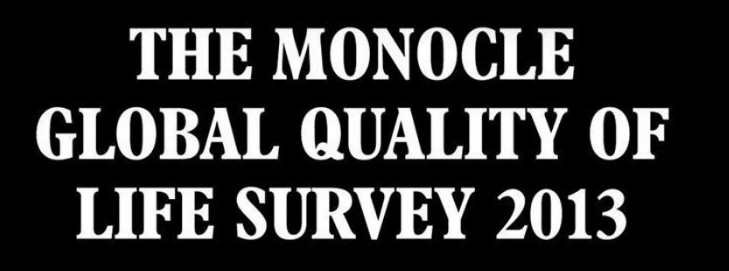 THE MONOCLE
GLOBAL QUALITY OF
LIFE SURVEY 2013